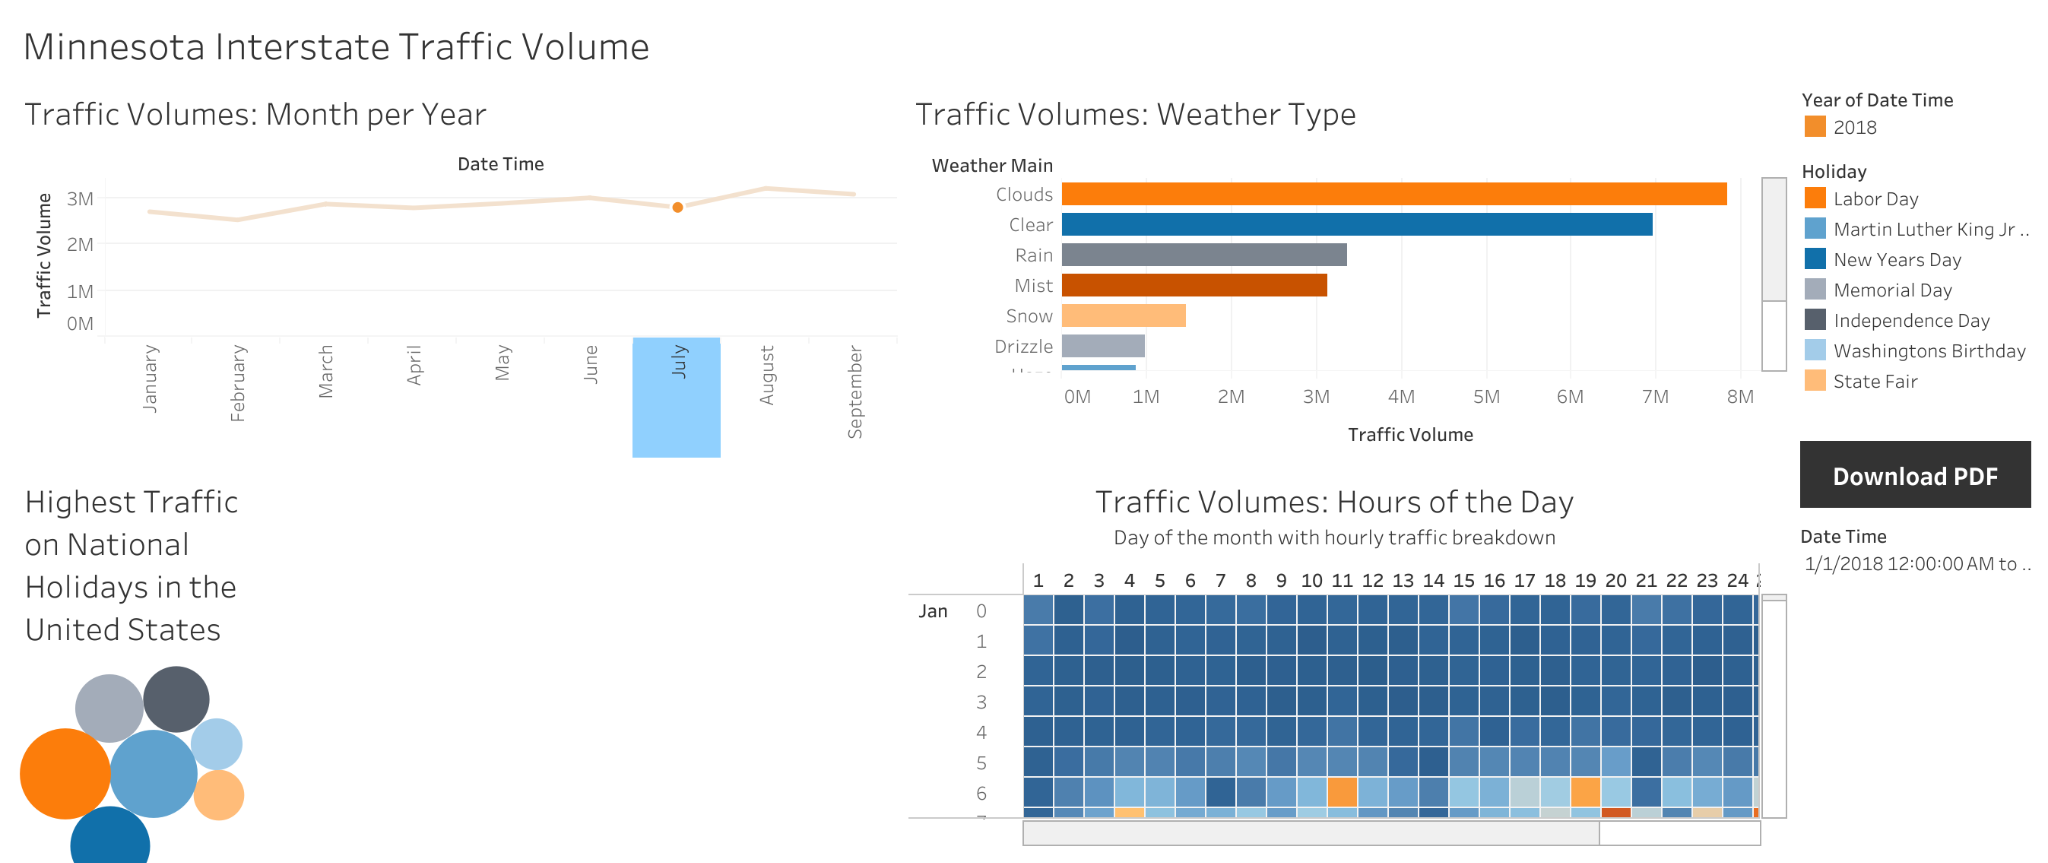 Minnesota Interstate Traffic Volume
Traffic Volumes: Month per Year
Date Time
Traffic Volume
3M
2M
1M
0M
January
February
March
April
May
June
July
August
September
Traffic Volumes: Weather Type
Weather Main
Clouds
Clear
Rain
Mist
Snow
Drizzle
0M 1M 2M 3M 4M 5M 6M 7M 8M
Traffic Volume
Year of Date Time
2018
Holiday
Labor Day
Martin Luther King Jr ..
New Years Day
Memorial Day
Independence Day
Washingtons Birthday
State Fair
Download PDF
Date Time
1/1/2018 12:00:00 AM to ..
Highest Traffic
on National
Holidays in the
United States
Traffic Volumes: Hours of the Day
Day of the month with hourly traffic breakdown
1 2 3 4 5 6 7 8 9 10 11 12 13 14 15 16 17 18 19 20 21 22 23 24
Jan 0
1
2
3
4
5
6